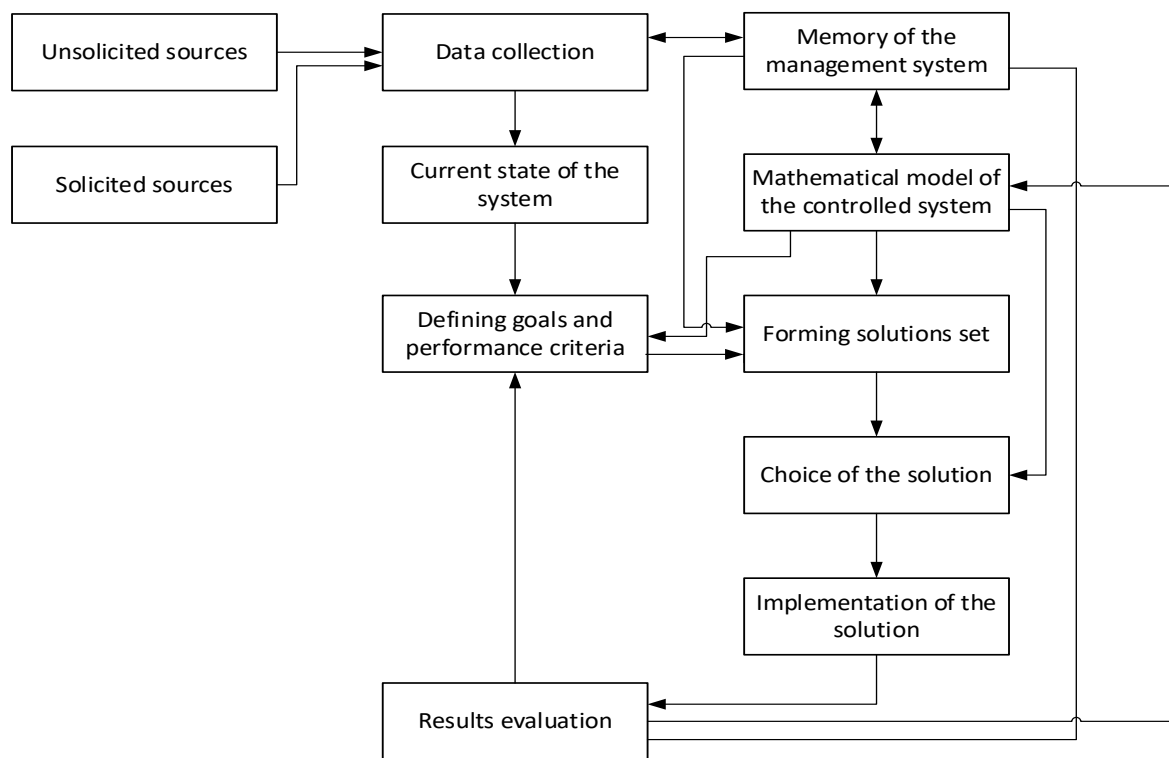 Unsolicited sources
Data collection
Memory of the
management system
Solicited sources
Current state of the
system
Mathematical model of
the controlled system
Defining goals and
performance criteria
Forming solutions set
Choice of the solution
Implementation of the
solution
Results evaluation